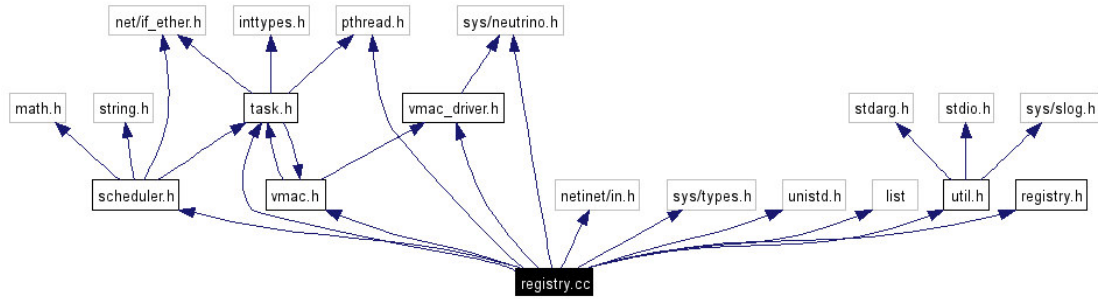 net/if_ether.h
inttypes.h
pthread.h
sys/neutrino.h
math.h
string.h
task.h
vmac_driver.h
stdarg.h
stdio.h
sys/slog.h
scheduler.h
vmac.h
netinet/in.h
sys/types.h
unistd.h
list
util.h
registry.h
registry.cc